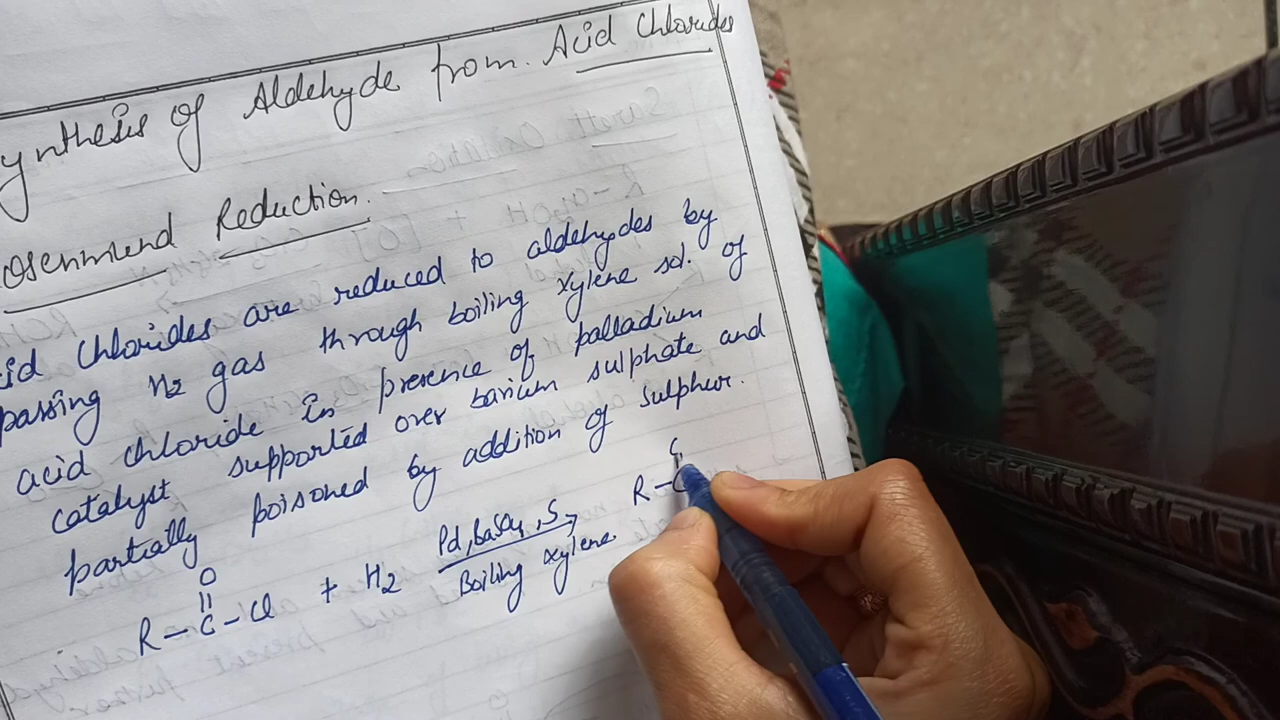 ynthesis of Aldehyde from Acid Chlorides
osenmund Reduction.
id Chlorides are reduced to aldehydes by
passing H2 gas through boiling xylene sol. of
acid chloride in presence of palladium
catalyst supported over barium sulphate and
partially poisoned by addition of sulphur.
O
||
R-C-Cl + H2 Pd, BaSO4, S → R-C
Boiling xylene